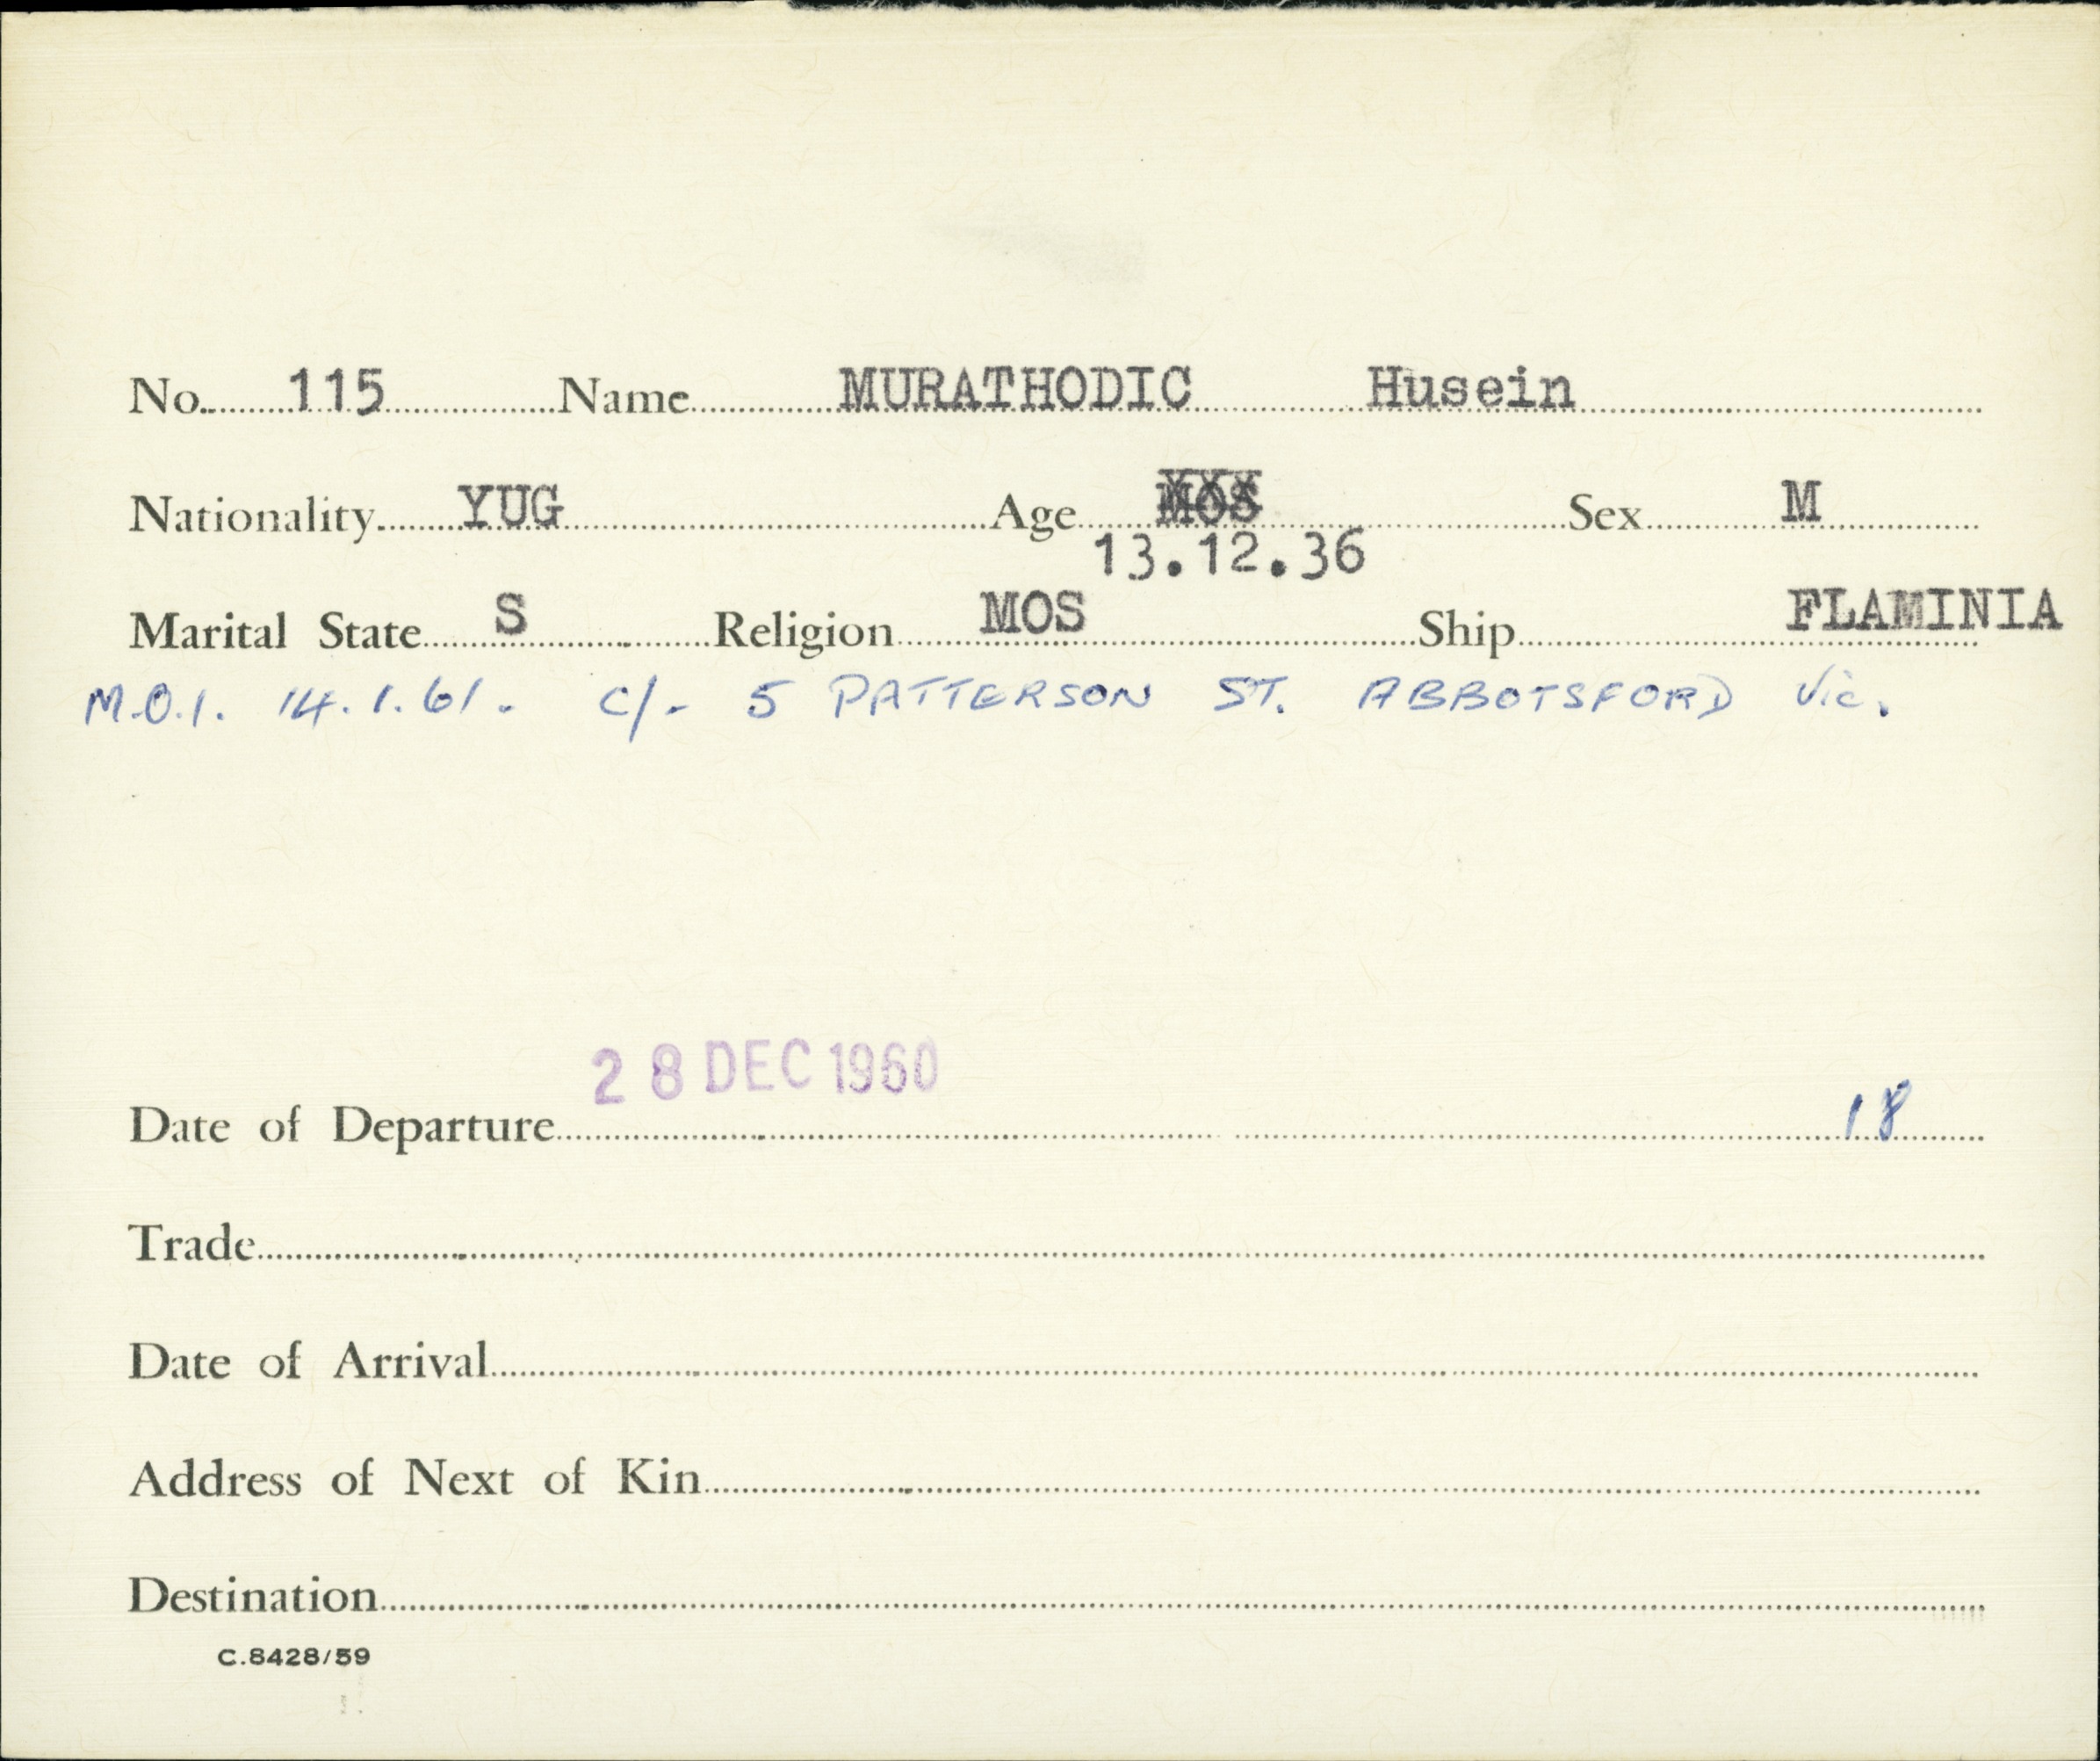 No. 115 Name MURATHODIC Husein
Nationality YUG Age MOS Sex M
13.12.36
Marital State S Religion MOS Ship FLAMINIA
M.O.I. 14.1.61. C/- 5 PATTERSON ST. ABBOTSFORD Vic.
28 DEC 1960
Date of Departure 18
Trade
Date of Arrival
Address of Next of Kin
Destination
C.8428/59